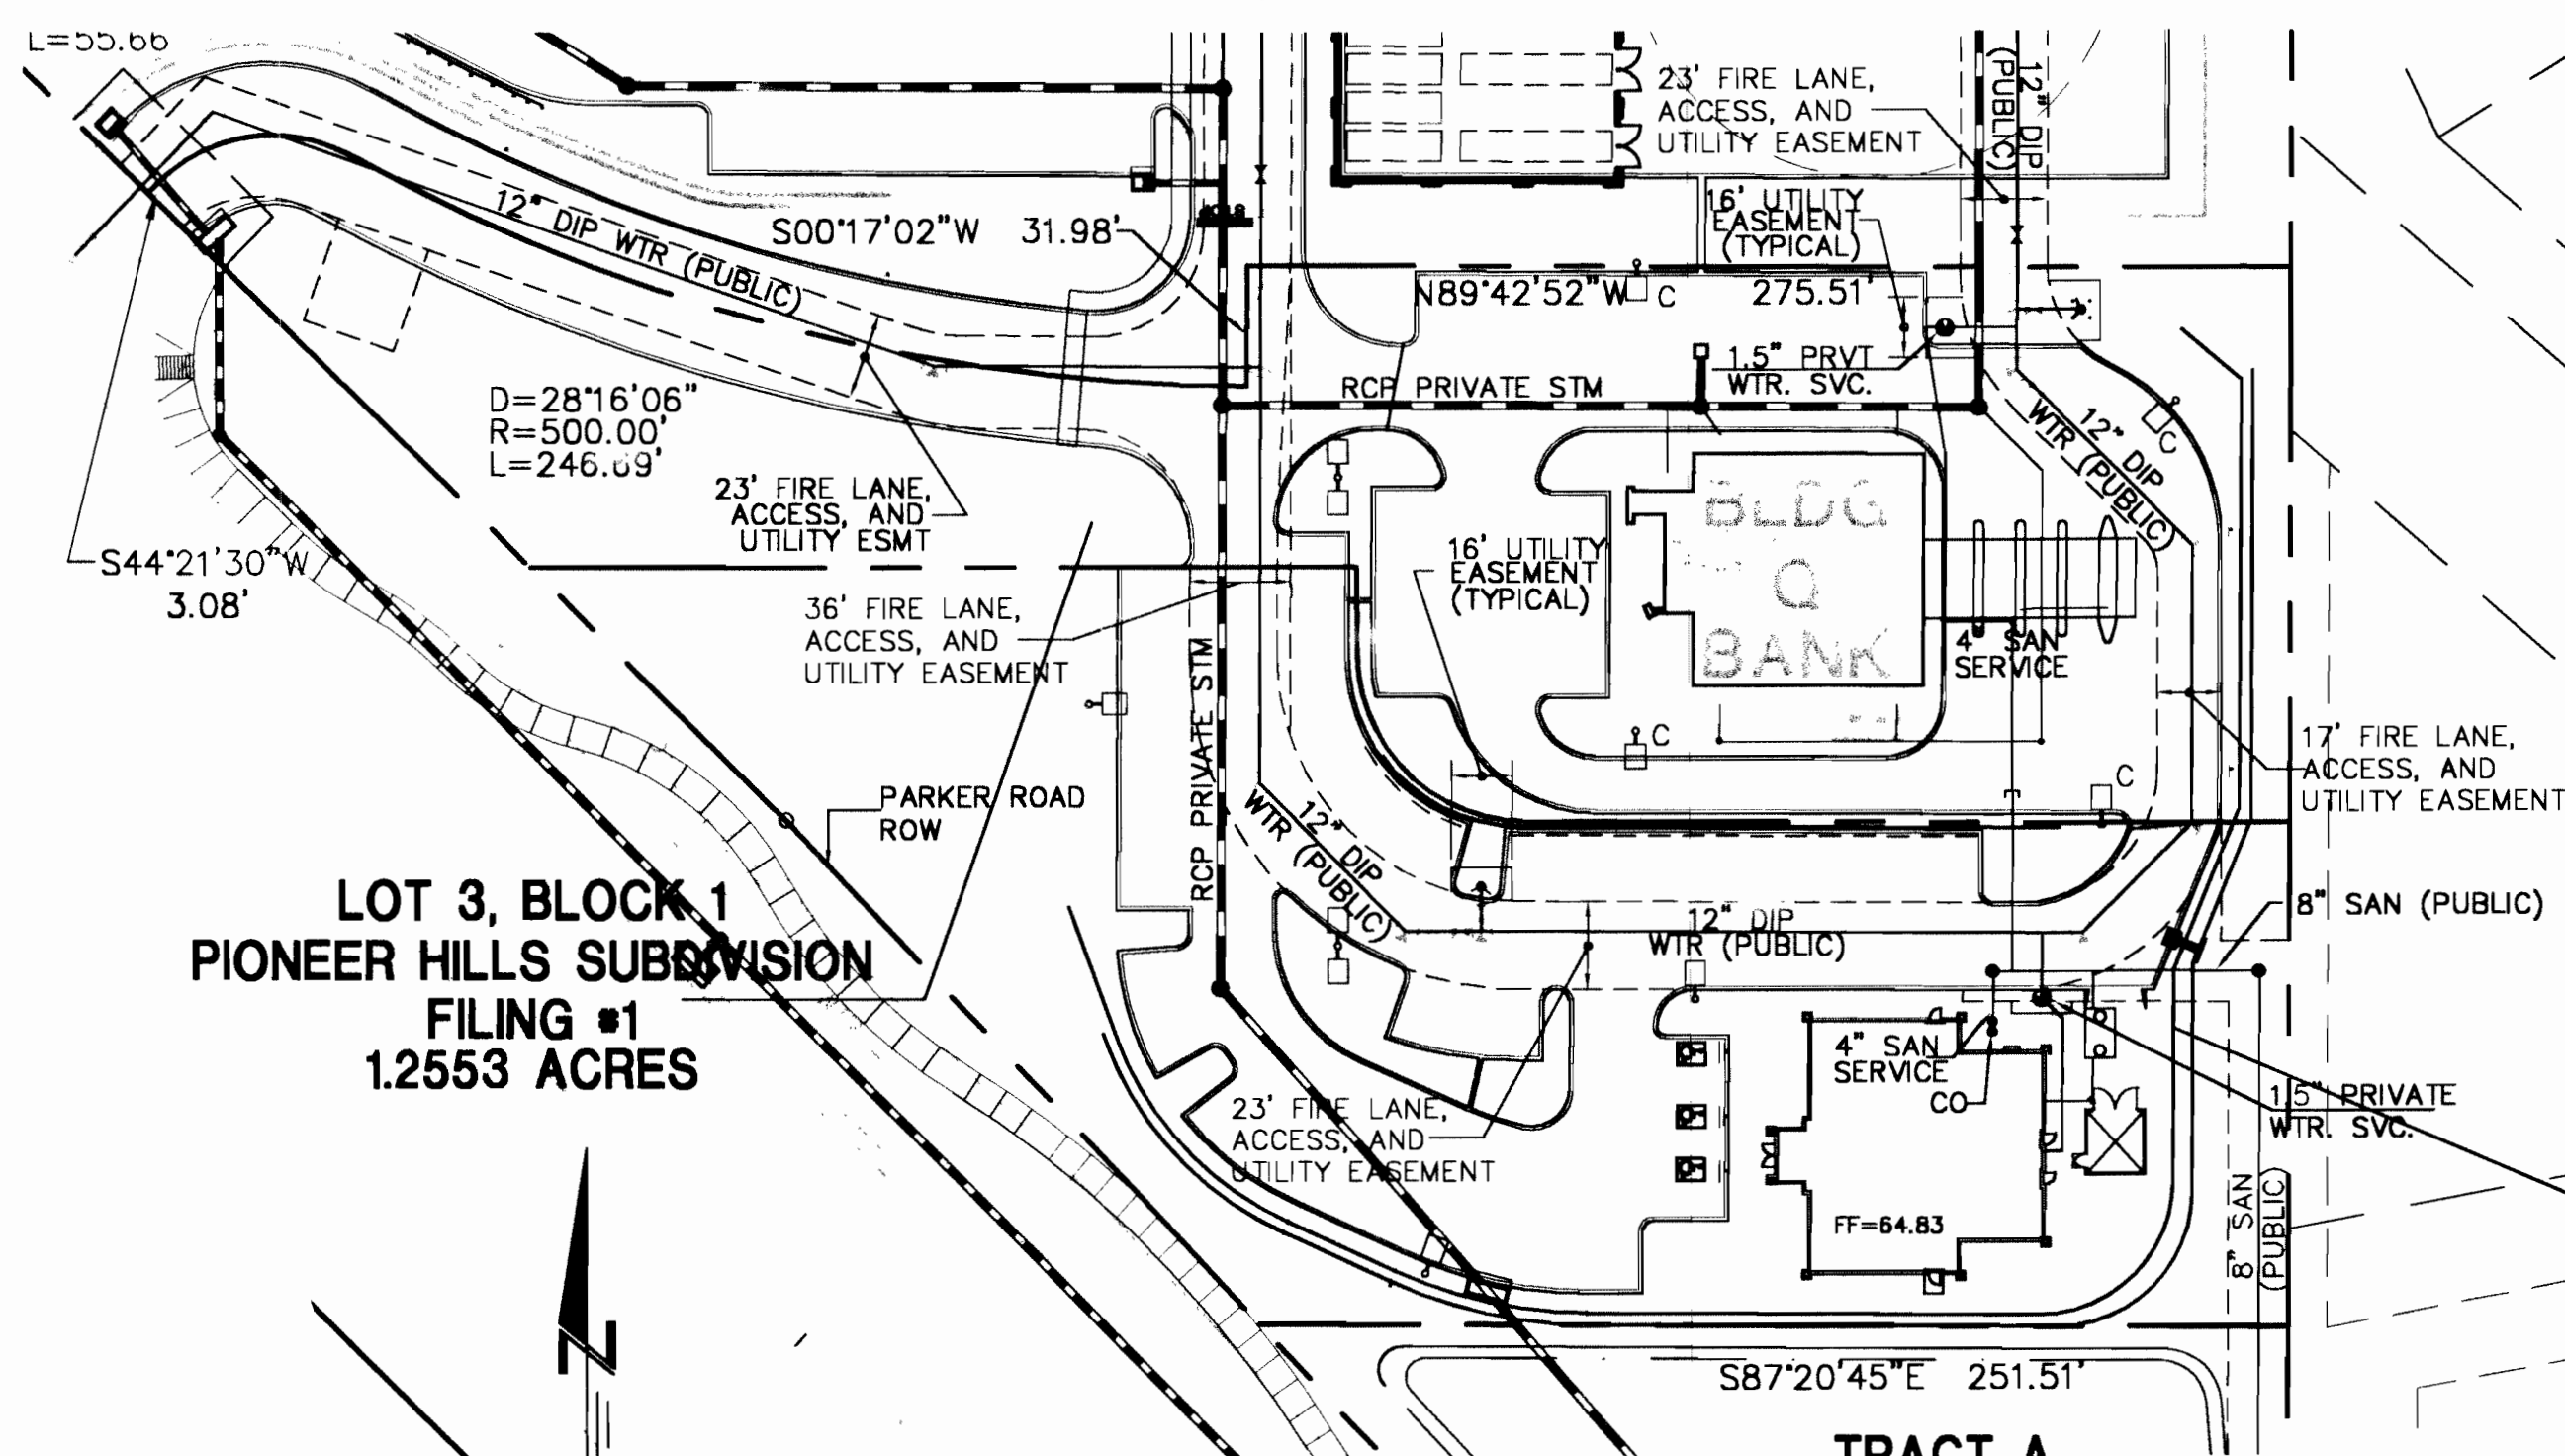 L=55.66
23' FIRE LANE,
ACCESS, AND
UTILITY EASEMENT
12" DIP
(PUBLIC)
16' UTILITY
EASEMENT
(TYPICAL)
12" DIP WTR (PUBLIC)
S00°17'02"W 31.98'
N89°42'52"W 275.51'
C
1.5" PRVT
WTR. SVC.
RCP PRIVATE STM
D=28°16'06"
R=500.00'
L=246.69'
12" DIP
WTR (PUBLIC)
C
23' FIRE LANE,
ACCESS, AND
UTILITY ESMT
BLDG
Q
BANK
16' UTILITY
EASEMENT
(TYPICAL)
S44°21'30"W
3.08'
36' FIRE LANE,
ACCESS, AND
UTILITY EASEMENT
4" SAN
SERVICE
RCP PRIVATE STM
C
17' FIRE LANE,
ACCESS, AND
UTILITY EASEMENT
C
PARKER ROAD
ROW
12" DIP
WTR (PUBLIC)
LOT 3, BLOCK 1
PIONEER HILLS SUBDIVISION
FILING #1
1.2553 ACRES
12" DIP
WTR (PUBLIC)
8" SAN (PUBLIC)
4" SAN
SERVICE
CO
1.5" PRIVATE
WTR. SVC.
23' FIRE LANE,
ACCESS, AND
UTILITY EASEMENT
FF=64.83
8" SAN
(PUBLIC)
N
S87°20'45"E 251.51'
TRACT A